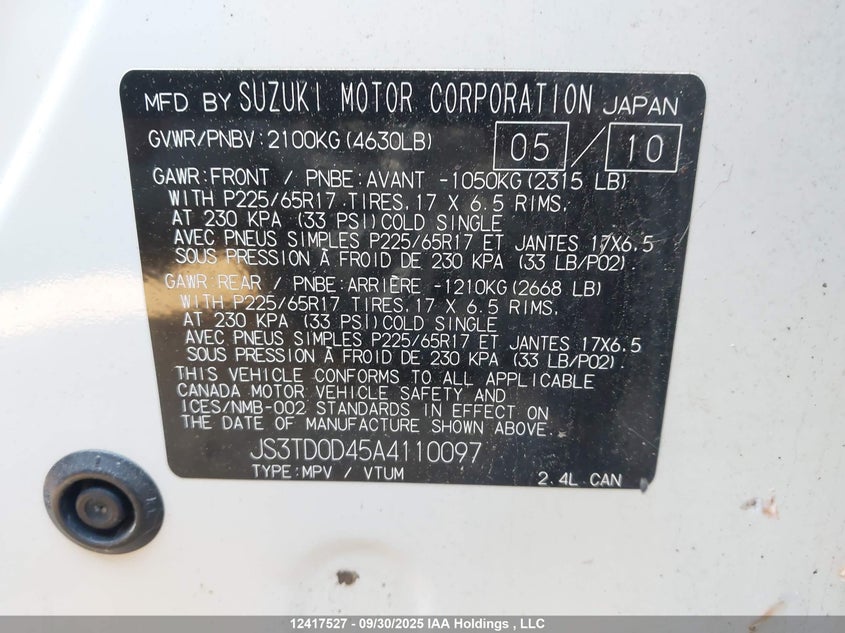 MFD BY SUZUKI MOTOR CORPORATION JAPAN
GVWR/PNBV:2100KG(4630LB) 05 / 10
GAWR:FRONT / PNBE:AVANT -1050KG(2315 LB)
WITH P225/65R17 TIRES,17 X 6.5 RIMS,
AT 230 KPA (33 PSI)COLD SINGLE
AVEC PNEUS SIMPLES P225/65R17 ET JANTES 17X6.5
SOUS PRESSION À FROID DE 230 KPA (33 LB/PO2).
GAWR:REAR / PNBE:ARRIÈRE -1210KG(2668 LB)
WITH P225/65R17 TIRES,17 X 6.5 RIMS,
AT 230 KPA (33 PSI)COLD SINGLE
AVEC PNEUS SIMPLES P225/65R17 ET JANTES 17X6.5
SOUS PRESSION À FROID DE 230 KPA (33 LB/PO2).
THIS VEHICLE CONFORMS TO ALL APPLICABLE
CANADA MOTOR VEHICLE SAFETY AND
ICES/NMB-002 STANDARDS IN EFFECT ON
THE DATE OF MANUFACTURE SHOWN ABOVE.
JS3TD0D45A4110097
TYPE:MPV / VTUM 2.4L CAN
12417527 - 09/30/2025 IAA Holdings , LLC